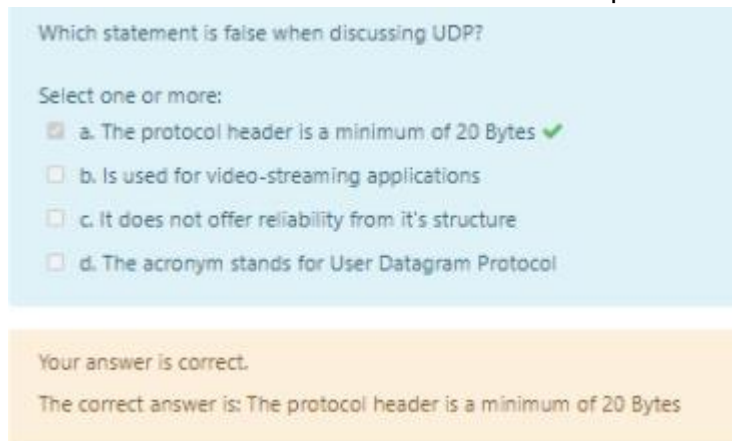 Which statement is false when discussing UDP?
Select one or more:
a. The protocol header is a minimum of 20 Bytes
b. Is used for video-streaming applications
c. It does not offer reliability from it's structure
d. The acronym stands for User Datagram Protocol
Your answer is correct.
The correct answer is: The protocol header is a minimum of 20 Bytes